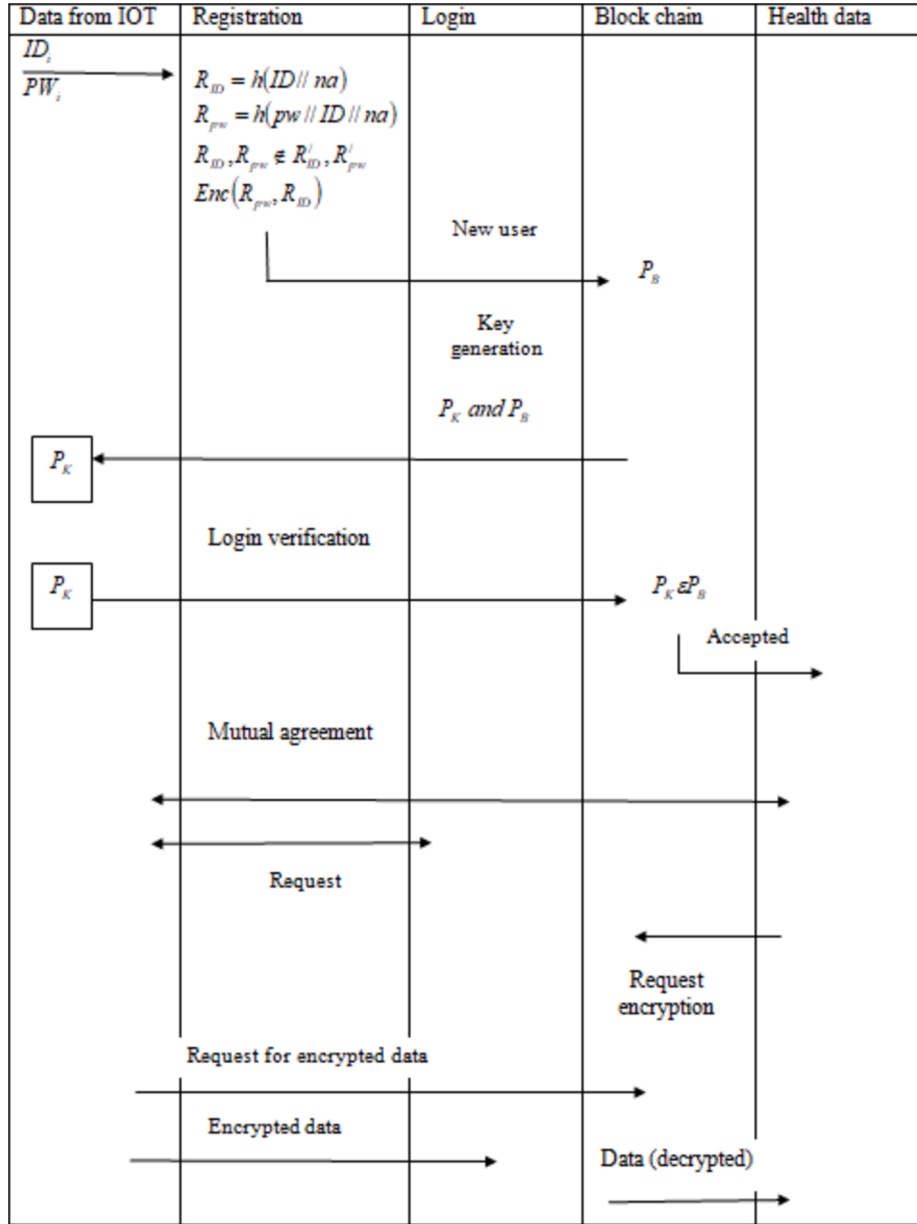 Data from IOT Registration Login Block chain Health data
ID_i
PW_i
R_ID = h(ID// na)
R_pw = h(pw// ID// na)
R_ID, R_pw ∉ R^/_ID, R^/_pw
Enc(R_pw, R_ID)
New user
P_B
Key
generation
P_K and P_B
P_K
Login verification
P_K P_K εP_B
Accepted
Mutual agreement
Request
Request
encryption
Request for encrypted data
Encrypted data
Data (decrypted)